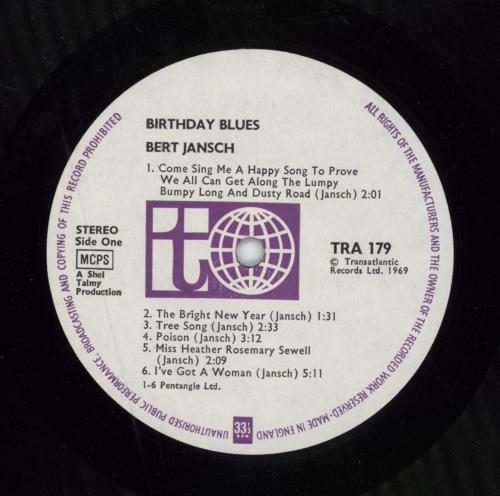 BIRTHDAY BLUES
BERT JANSCH
1. Come Sing Me A Happy Song To Prove
We All Can Get Along The Lumpy
Bumpy Long And Dusty Road (Jansch) 2:01
STEREO
Side One
MCPS
A Shel
Talmy
Production
t
TRA 179
© Transatlantic
Records Ltd. 1969
2. The Bright New Year (Jansch) 1:31
3. Tree Song (Jansch) 2:33
4. Poison (Jansch) 3:12
5. Miss Heather Rosemary Sewell
(Jansch) 2:09
6. I've Got A Woman (Jansch) 5:11
1-6 Pentangle Ltd.
33⅓
RPM
ALL RIGHTS OF THE MANUFACTURERS AND THE OWNER OF THE RECORDED WORK RESERVED-MADE IN ENGLAND-UNAUTHORISED PUBLIC PERFORMANCE, BROADCASTING AND COPYING OF THIS RECORD PROHIBITED